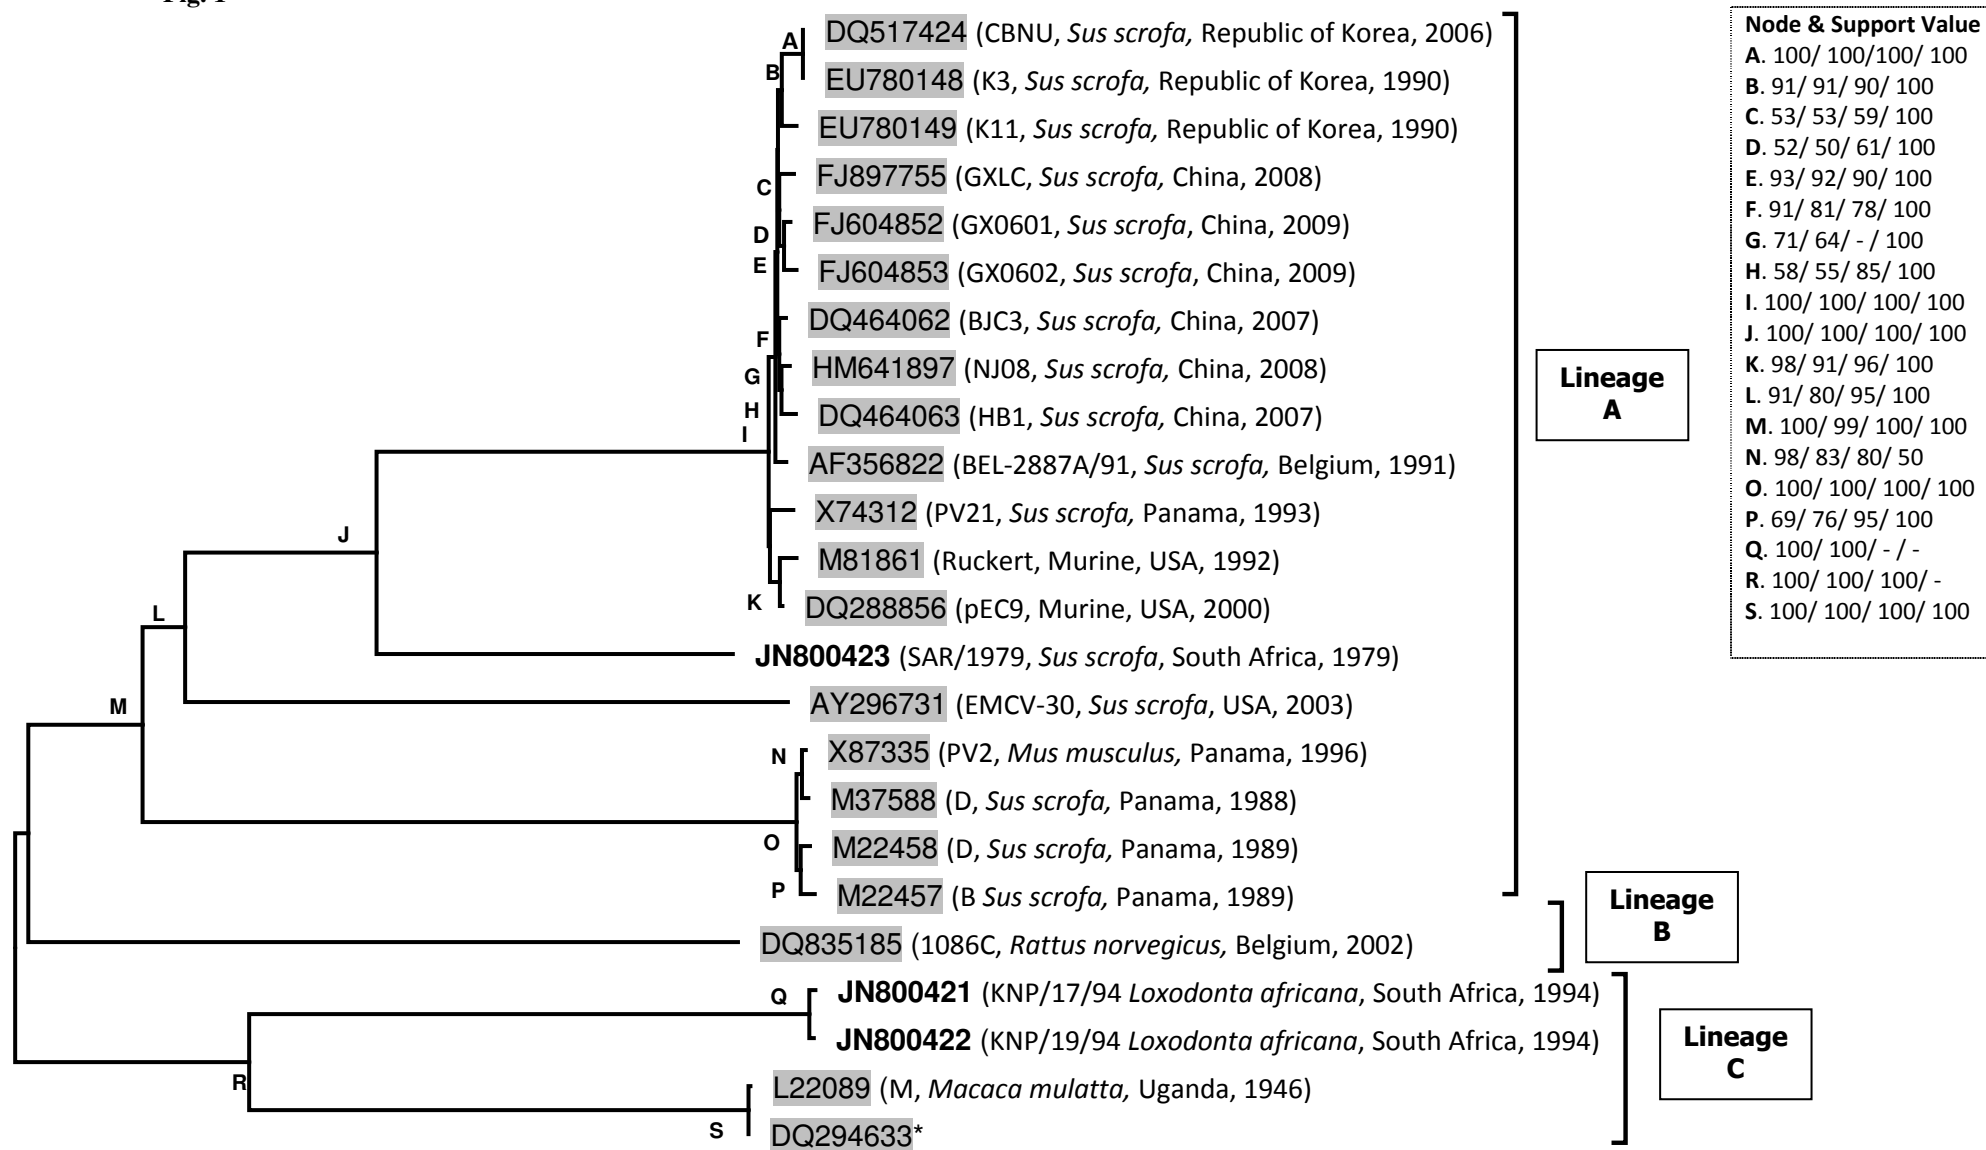 Fig. 1
A
DQ517424 (CBNU, Sus scrofa, Republic of Korea, 2006)
B
EU780148 (K3, Sus scrofa, Republic of Korea, 1990)
EU780149 (K11, Sus scrofa, Republic of Korea, 1990)
C
FJ897755 (GXLC, Sus scrofa, China, 2008)
D
FJ604852 (GX0601, Sus scrofa, China, 2009)
E
FJ604853 (GX0602, Sus scrofa, China, 2009)
DQ464062 (BJC3, Sus scrofa, China, 2007)
F
G
HM641897 (NJ08, Sus scrofa, China, 2008)
H
DQ464063 (HB1, Sus scrofa, China, 2007)
I
AF356822 (BEL-2887A/91, Sus scrofa, Belgium, 1991)
X74312 (PV21, Sus scrofa, Panama, 1993)
J
M81861 (Ruckert, Murine, USA, 1992)
K
DQ288856 (pEC9, Murine, USA, 2000)
L
JN800423 (SAR/1979, Sus scrofa, South Africa, 1979)
M
AY296731 (EMCV-30, Sus scrofa, USA, 2003)
N
X87335 (PV2, Mus musculus, Panama, 1996)
M37588 (D, Sus scrofa, Panama, 1988)
O
M22458 (D, Sus scrofa, Panama, 1989)
P
M22457 (B Sus scrofa, Panama, 1989)
DQ835185 (1086C, Rattus norvegicus, Belgium, 2002)
Q
JN800421 (KNP/17/94 Loxodonta africana, South Africa, 1994)
JN800422 (KNP/19/94 Loxodonta africana, South Africa, 1994)
R
L22089 (M, Macaca mulatta, Uganda, 1946)
S
DQ294633*
Lineage
A
Lineage
B
Lineage
C
Node & Support Value
A. 100/ 100/100/ 100
B. 91/ 91/ 90/ 100
C. 53/ 53/ 59/ 100
D. 52/ 50/ 61/ 100
E. 93/ 92/ 90/ 100
F. 91/ 81/ 78/ 100
G. 71/ 64/ - / 100
H. 58/ 55/ 85/ 100
I. 100/ 100/ 100/ 100
J. 100/ 100/ 100/ 100
K. 98/ 91/ 96/ 100
L. 91/ 80/ 95/ 100
M. 100/ 99/ 100/ 100
N. 98/ 83/ 80/ 50
O. 100/ 100/ 100/ 100
P. 69/ 76/ 95/ 100
Q. 100/ 100/ - / -
R. 100/ 100/ 100/ -
S. 100/ 100/ 100/ 100